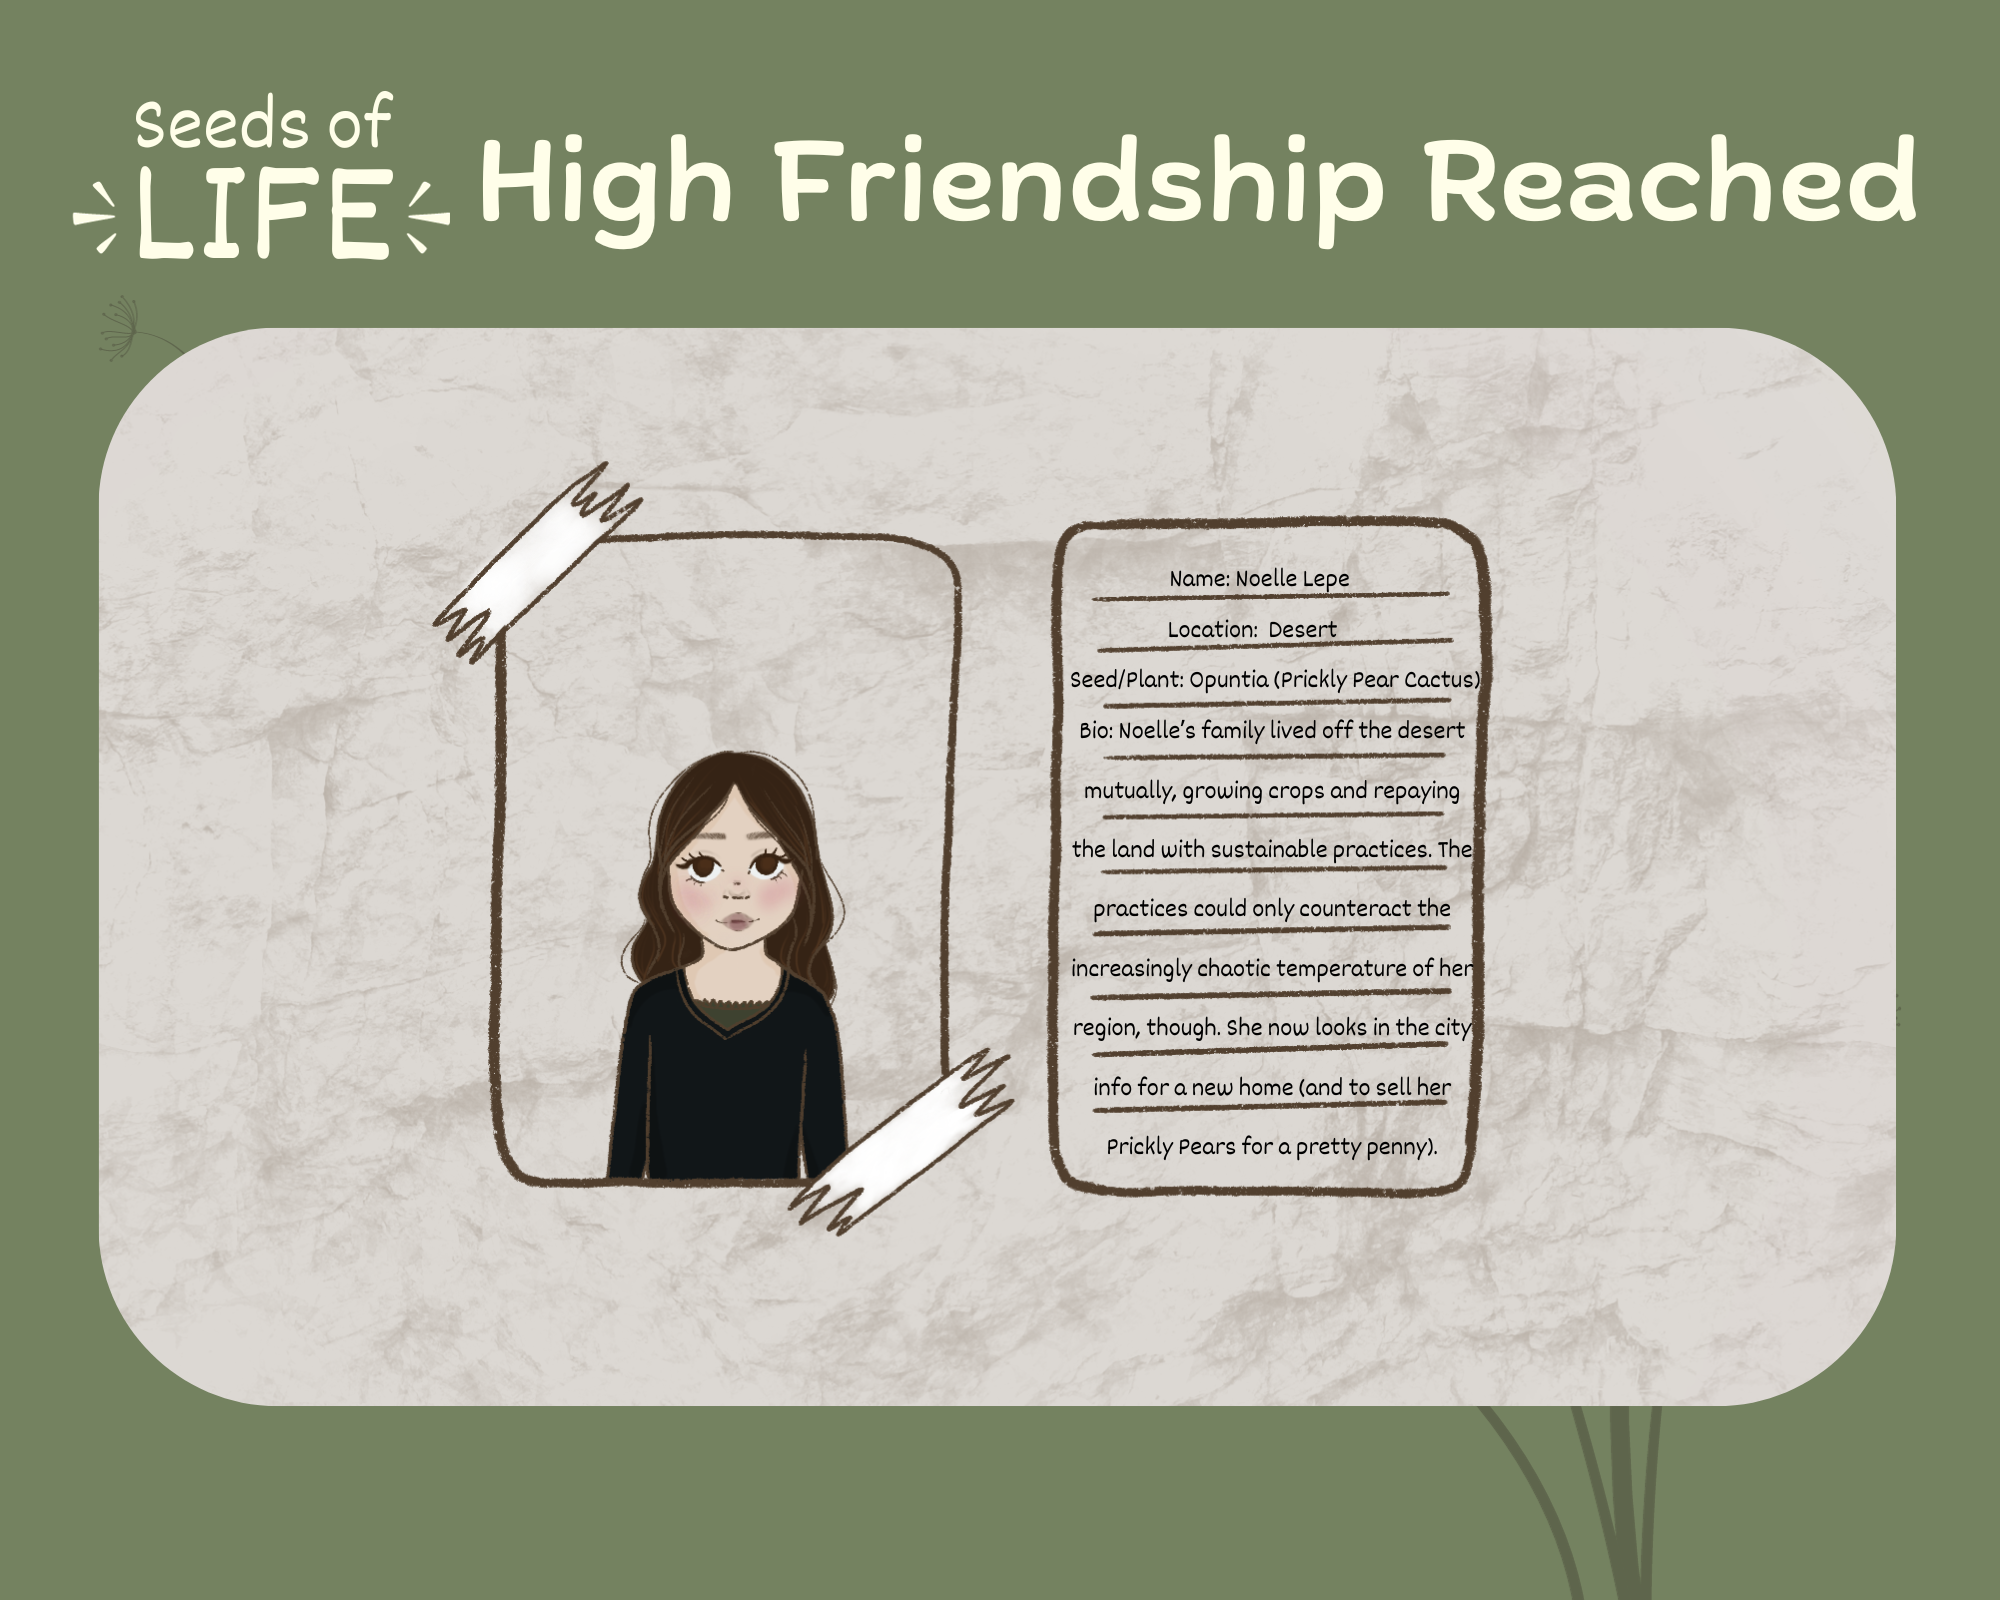 Seeds of
LIFE
High Friendship Reached
Name: Noelle Lepe
Location: Desert
Seed/Plant: Opuntia (Prickly Pear Cactus)
Bio: Noelle's family lived off the desert
mutually, growing crops and repaying
the land with sustainable practices. The
practices could only counteract the
increasingly chaotic temperature of her
region, though. She now looks in the city
info for a new home (and to sell her
Prickly Pears for a pretty penny).